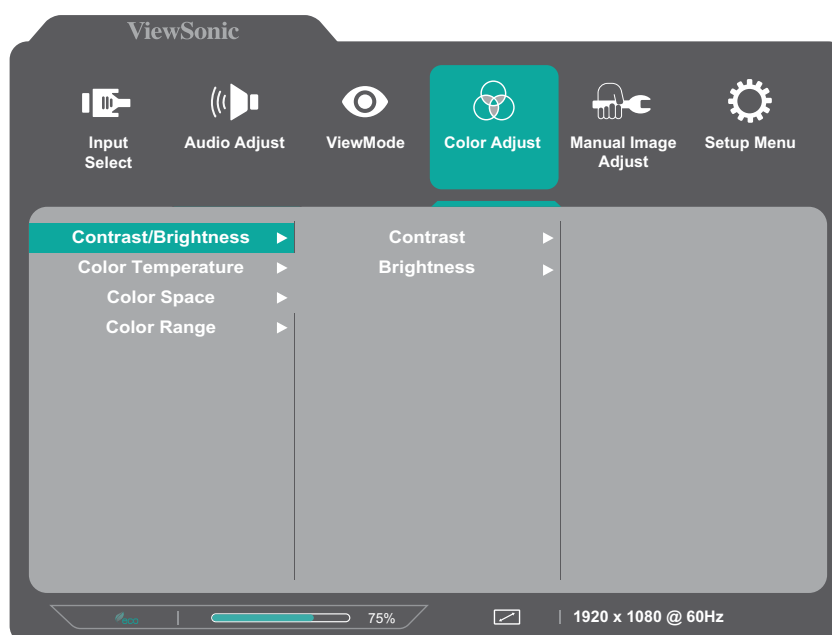 ViewSonic
Input Select
Audio Adjust
ViewMode
Color Adjust
Manual Image Adjust
Setup Menu
Contrast/Brightness
Contrast
Color Temperature
Brightness
Color Space
Color Range
eco
75%
1920 x 1080 @ 60Hz